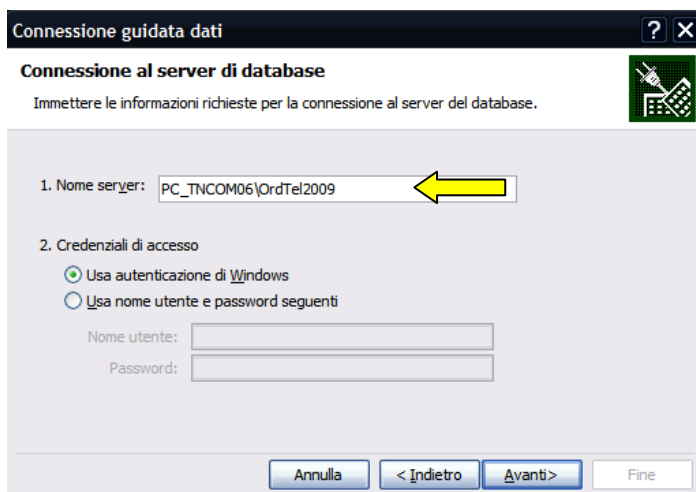 Connessione guidata dati
Connessione al server di database
Immettere le informazioni richieste per la connessione al server del database.
1. Nome server: PC_TNCOM06\OrdTel2009
2. Credenziali di accesso
Usa autenticazione di Windows
Usa nome utente e password seguenti
Nome utente:
Password:
Annulla < Indietro Avanti> Fine